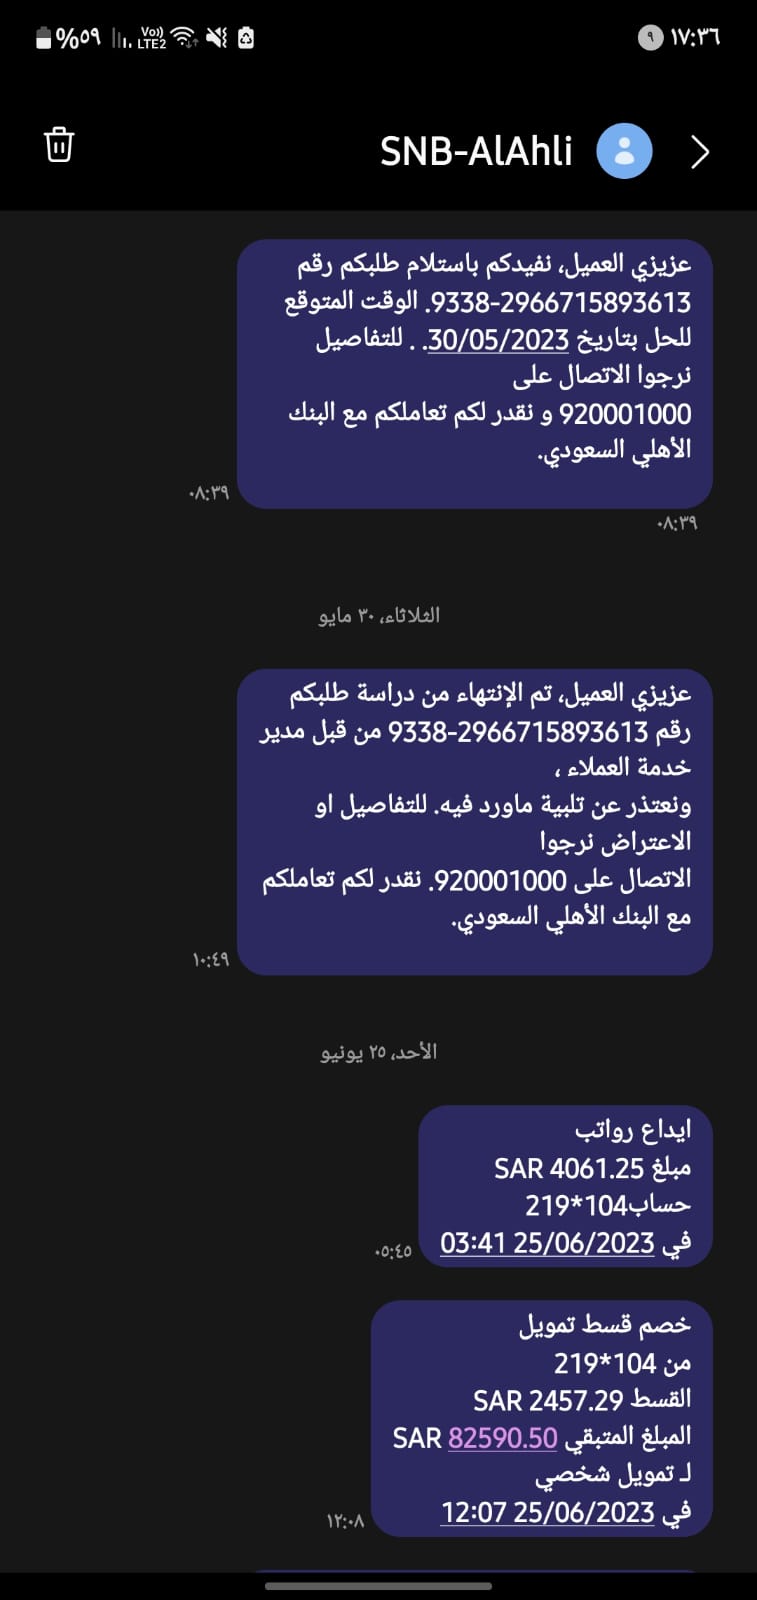 ١٧:٣٦ ٩
%٥٩ Vo)) LTE2
SNB-AlAhli
عزيزي العميل، نفيدكم باستلام طلبكم رقم
9338-2966715893613. الوقت المتوقع
للحل بتاريخ 30/05/2023. . للتفاصيل
نرجوا الاتصال على
920001000 و نقدر لكم تعاملكم مع البنك
الأهلي السعودي.
٠٨:٣٩
٠٨:٣٩
الثلاثاء، ٣٠ مايو
عزيزي العميل، تم الإنتهاء من دراسة طلبكم
رقم 9338-2966715893613 من قبل مدير
خدمة العملاء ،
ونعتذر عن تلبية ماورد فيه. للتفاصيل او
الاعتراض نرجوا
الاتصال على 920001000. نقدر لكم تعاملكم
مع البنك الأهلي السعودي.
١٠:٤٩
الأحد، ٢٥ يونيو
ايداع رواتب
مبلغ SAR 4061.25
حساب104*219
في 25/06/2023 03:41
٠٥:٤٥
خصم قسط تمويل
من 104*219
القسط SAR 2457.29
المبلغ المتبقي SAR 82590.50
لـ تمويل شخصي
في 25/06/2023 12:07
١٢:٠٨